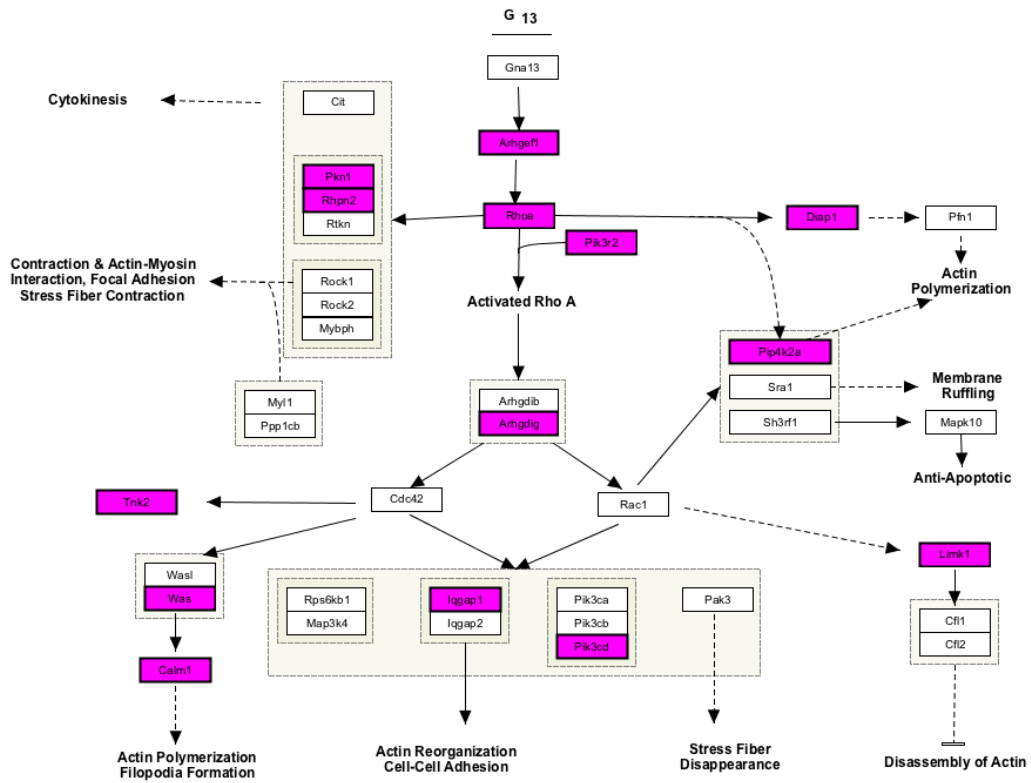 G 13
Gna13
Cytokinesis
Cit
Arhgef1
Pkn1
Rhpn2
Rtkn
Rhoa
Diap1
Pfn1
Pik3r2
Contraction & Actin-Myosin
Interaction, Focal Adhesion
Stress Fiber Contraction
Rock1
Rock2
Mybph
Activated Rho A
Actin
Polymerization
Pip4k2a
Sra1
Membrane
Ruffling
Sh3rf1
Mapk10
Anti-Apoptotic
Myl1
Ppp1cb
Arhgdib
Arhgdig
Tnk2
Cdc42
Rac1
Limk1
Wasl
Was
Rps6kb1
Map3k4
Iqgap1
Iqgap2
Pik3ca
Pik3cb
Pik3cd
Pak3
Cfl1
Cfl2
Calm1
Actin Polymerization
Filopodia Formation
Actin Reorganization
Cell-Cell Adhesion
Stress Fiber
Disappearance
Disassembly of Actin